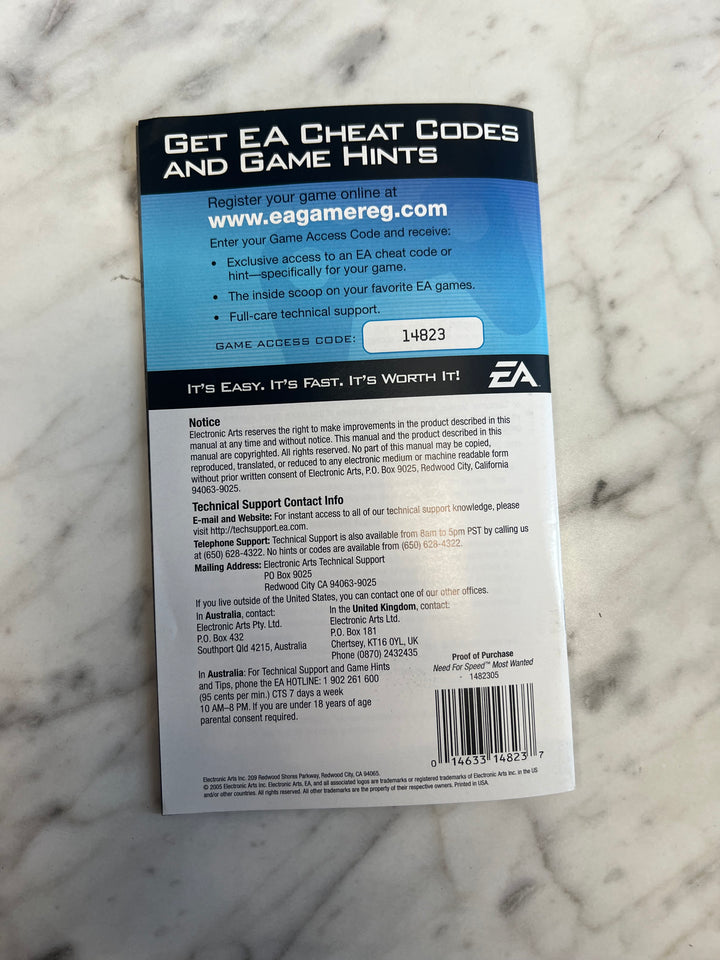 GET EA CHEAT CODES
AND GAME HINTS
Register your game online at
www.eagamereg.com
Enter your Game Access Code and receive:
• Exclusive access to an EA cheat code or
hint—specifically for your game.
• The inside scoop on your favorite EA games.
• Full-care technical support.
GAME ACCESS CODE: 14823
IT'S EASY. IT'S FAST. IT'S WORTH IT!
EA
Notice
Electronic Arts reserves the right to make improvements in the product described in this
manual at any time and without notice. This manual and the product described in this
manual are copyrighted. All rights reserved. No part of this manual may be copied,
reproduced, translated, or reduced to any electronic medium or machine readable form
without prior written consent of Electronic Arts, P.O. Box 9025, Redwood City, California
94063-9025.
Technical Support Contact Info
E-mail and Website: For instant access to all of our technical support knowledge, please
visit http://techsupport.ea.com.
Telephone Support: Technical Support is also available from 8am to 5pm PST by calling us
at (650) 628-4322. No hints or codes are available from (650) 628-4322.
Mailing Address: Electronic Arts Technical Support
PO Box 9025
Redwood City CA 94063-9025
If you live outside of the United States, you can contact one of our other offices.
In Australia, contact:
Electronic Arts Pty. Ltd.
P.O. Box 432
Southport Qld 4215, Australia
In the United Kingdom, contact:
Electronic Arts Ltd.
P.O. Box 181
Chertsey, KT16 0YL, UK
Phone (0870) 2432435
In Australia: For Technical Support and Game Hints
and Tips, phone the EA HOTLINE: 1 902 261 600
(95 cents per min.) CTS 7 days a week
10 AM–8 PM. If you are under 18 years of age
parental consent required.
Proof of Purchase
Need For Speed™ Most Wanted
1482305
0 14633 14823 7
Electronic Arts Inc. 209 Redwood Shores Parkway, Redwood City, CA 94065.
© 2005 Electronic Arts Inc. Electronic Arts, EA, and all associated logos are trademarks or registered trademarks of Electronic Arts Inc. in the US
and/or other countries. All rights reserved. All other trademarks are the property of their respective owners. Printed in USA.